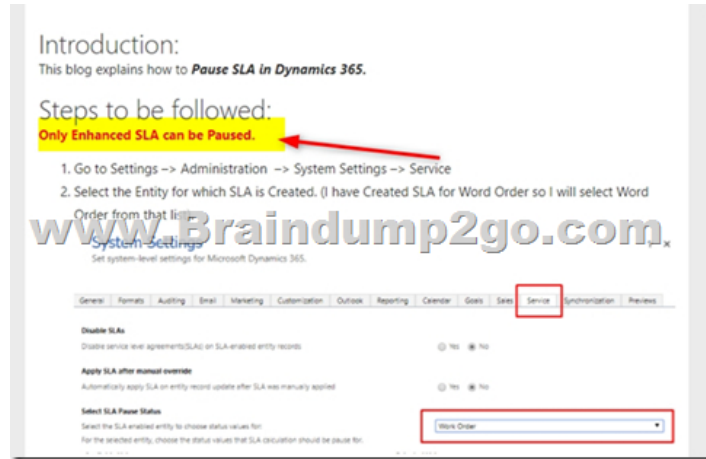 Introduction:
This blog explains how to Pause SLA in Dynamics 365.
Steps to be followed:
Only Enhanced SLA can be Paused.
1. Go to Settings –> Administration –> System Settings –> Service
2. Select the Entity for which SLA is Created. (I have Created SLA for Word Order so I will select Word
Order from that list
www.Braindump2go.com
System Settings
Set system-level settings for Microsoft Dynamics 365.
General Formats Auditing Email Marketing Customization Outlook Reporting Calendar Goals Sales Service Synchronization Previews
Disable SLAs
Disable service level agreements(SLAs) on SLA-enabled entity records Yes No
Apply SLA after manual override
Automatically apply SLA on entity record update after SLA was manually applied Yes No
Select SLA Pause Status
Select the SLA enabled entity to choose status values for: Work Order
For the selected entity, choose the status values that SLA calculation should be pause for.